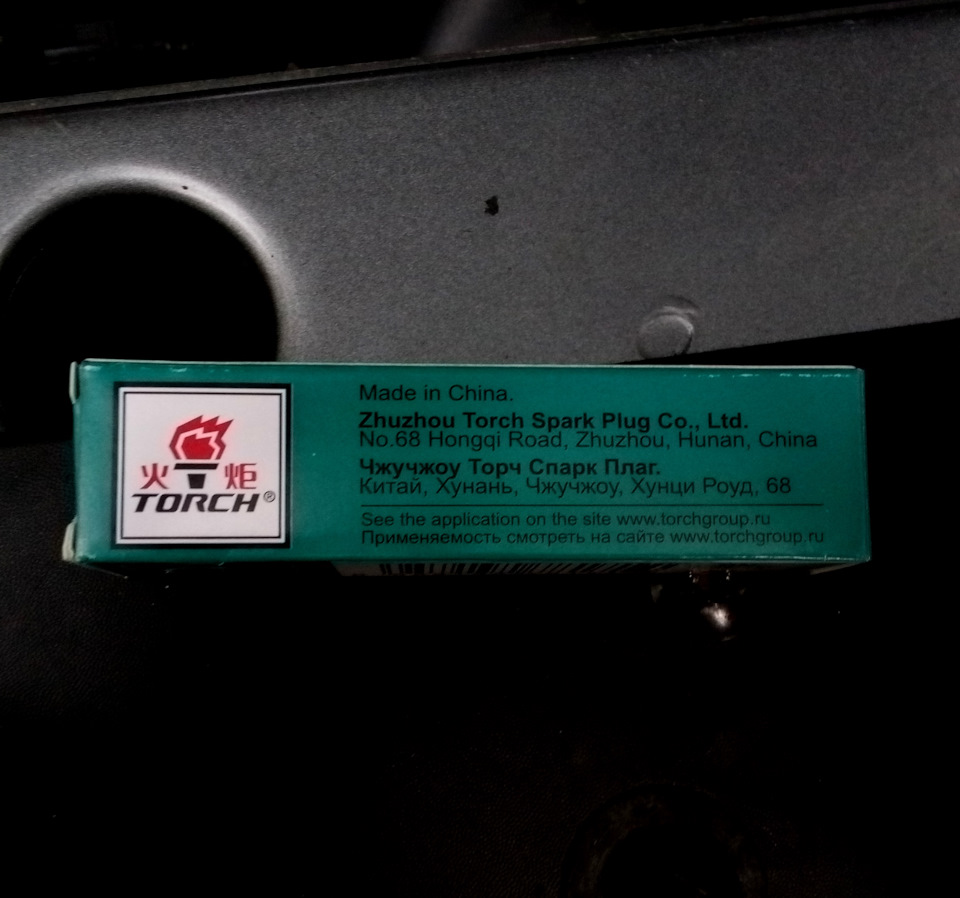 火 炬
TORCH®
Made in China.
Zhuzhou Torch Spark Plug Co., Ltd.
No.68 Hongqi Road, Zhuzhou, Hunan, China
Чжучжоу Торч Спарк Плаг.
Китай, Хунань, Чжучжоу, Хунци Роуд, 68
See the application on the site www.torchgroup.ru
Применяемость смотреть на сайте www.torchgroup.ru